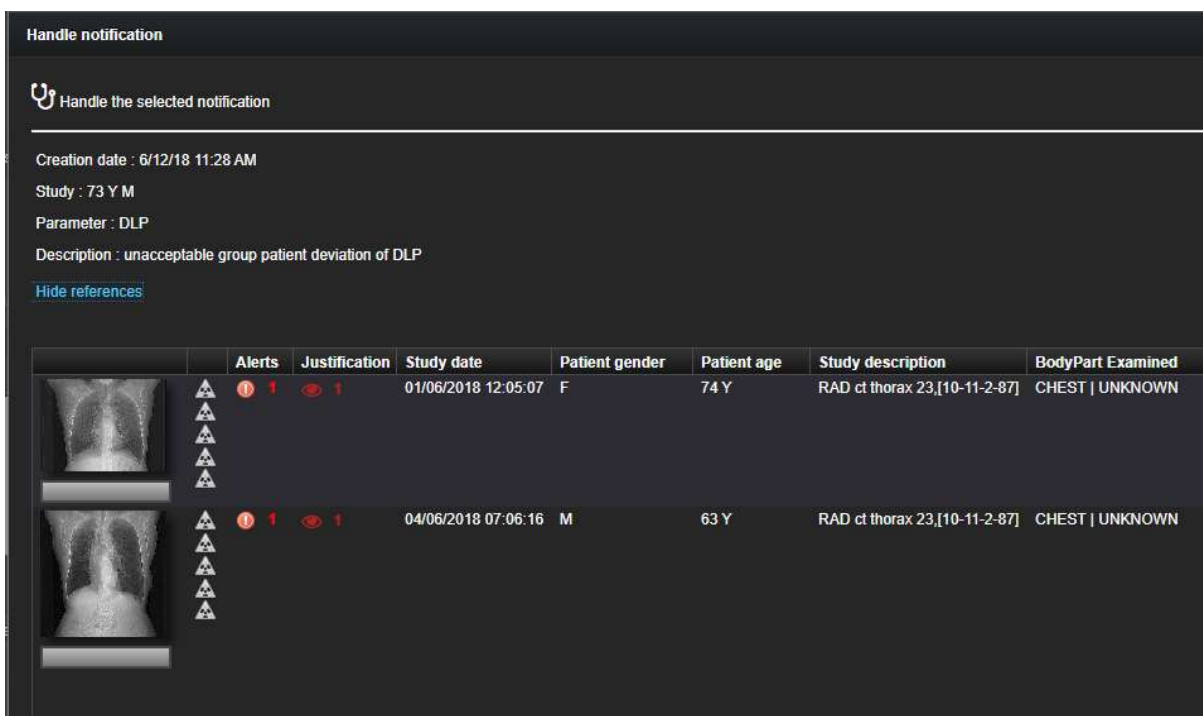 Handle notification
Handle the selected notification
Creation date : 6/12/18 11:28 AM
Study : 73 Y M
Parameter : DLP
Description : unacceptable group patient deviation of DLP
Hide references
Alerts Justification Study date Patient gender Patient age Study description BodyPart Examined
1 1 01/06/2018 12:05:07 F 74 Y RAD ct thorax 23,[10-11-2-87] CHEST | UNKNOWN
1 1 04/06/2018 07:06:16 M 63 Y RAD ct thorax 23,[10-11-2-87] CHEST | UNKNOWN